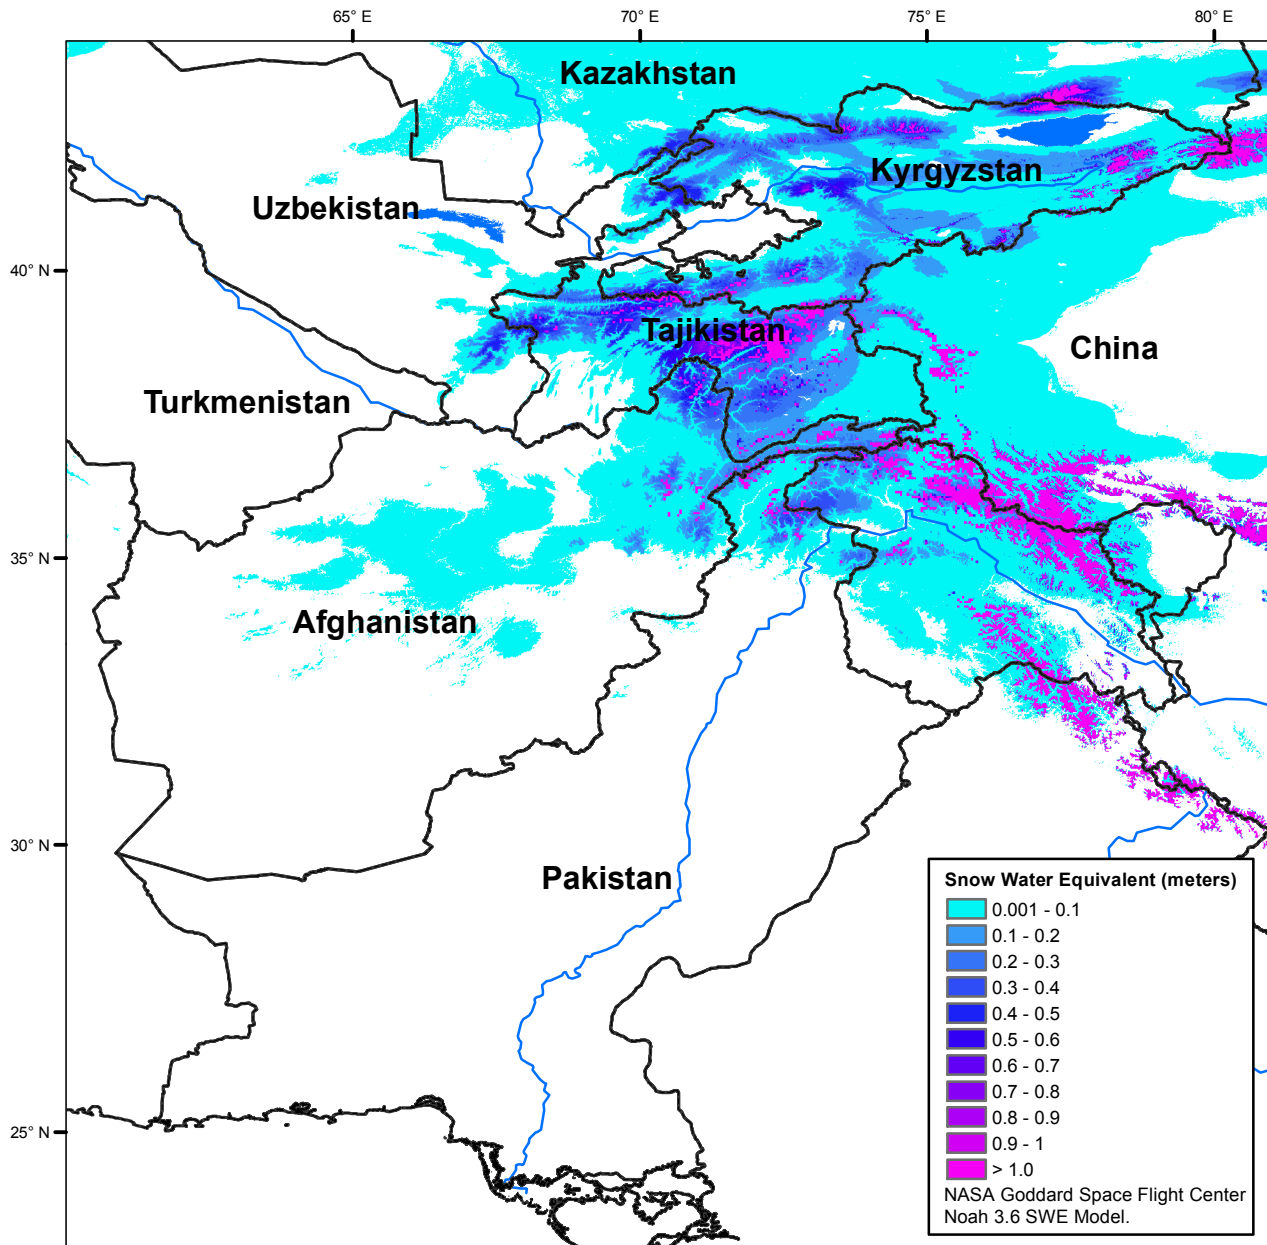 65° E
70° E
75° E
80° E
Kazakhstan
Kyrgyzstan
Uzbekistan
40° N
Tajikistan
China
Turkmenistan
35° N
Afghanistan
30° N
Pakistan
25° N
Snow Water Equivalent (meters)
0.001 - 0.1
0.1 - 0.2
0.2 - 0.3
0.3 - 0.4
0.4 - 0.5
0.5 - 0.6
0.6 - 0.7
0.7 - 0.8
0.8 - 0.9
0.9 - 1
> 1.0
NASA Goddard Space Flight Center
Noah 3.6 SWE Model.